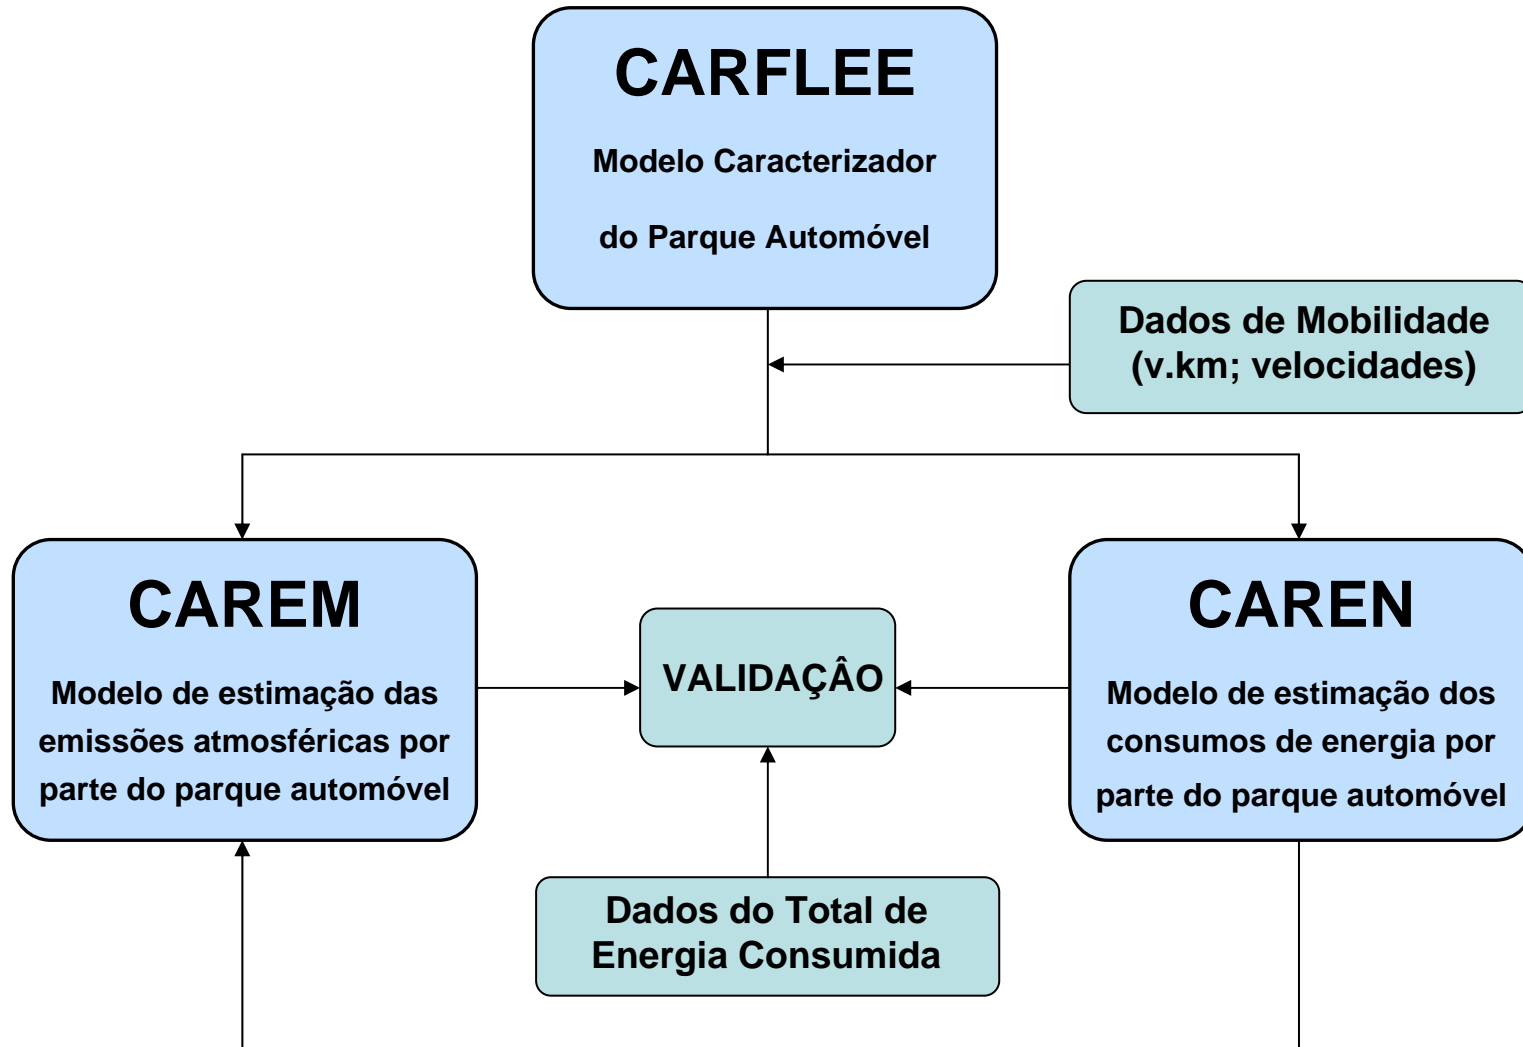 CARFLEE
Modelo Caracterizador
do Parque Automóvel
Dados de Mobilidade
(v.km; velocidades)
CAREM
Modelo de estimação das
emissões atmosféricas por
parte do parque automóvel
VALIDAÇÂO
CAREN
Modelo de estimação dos
consumos de energia por
parte do parque automóvel
Dados do Total de
Energia Consumida